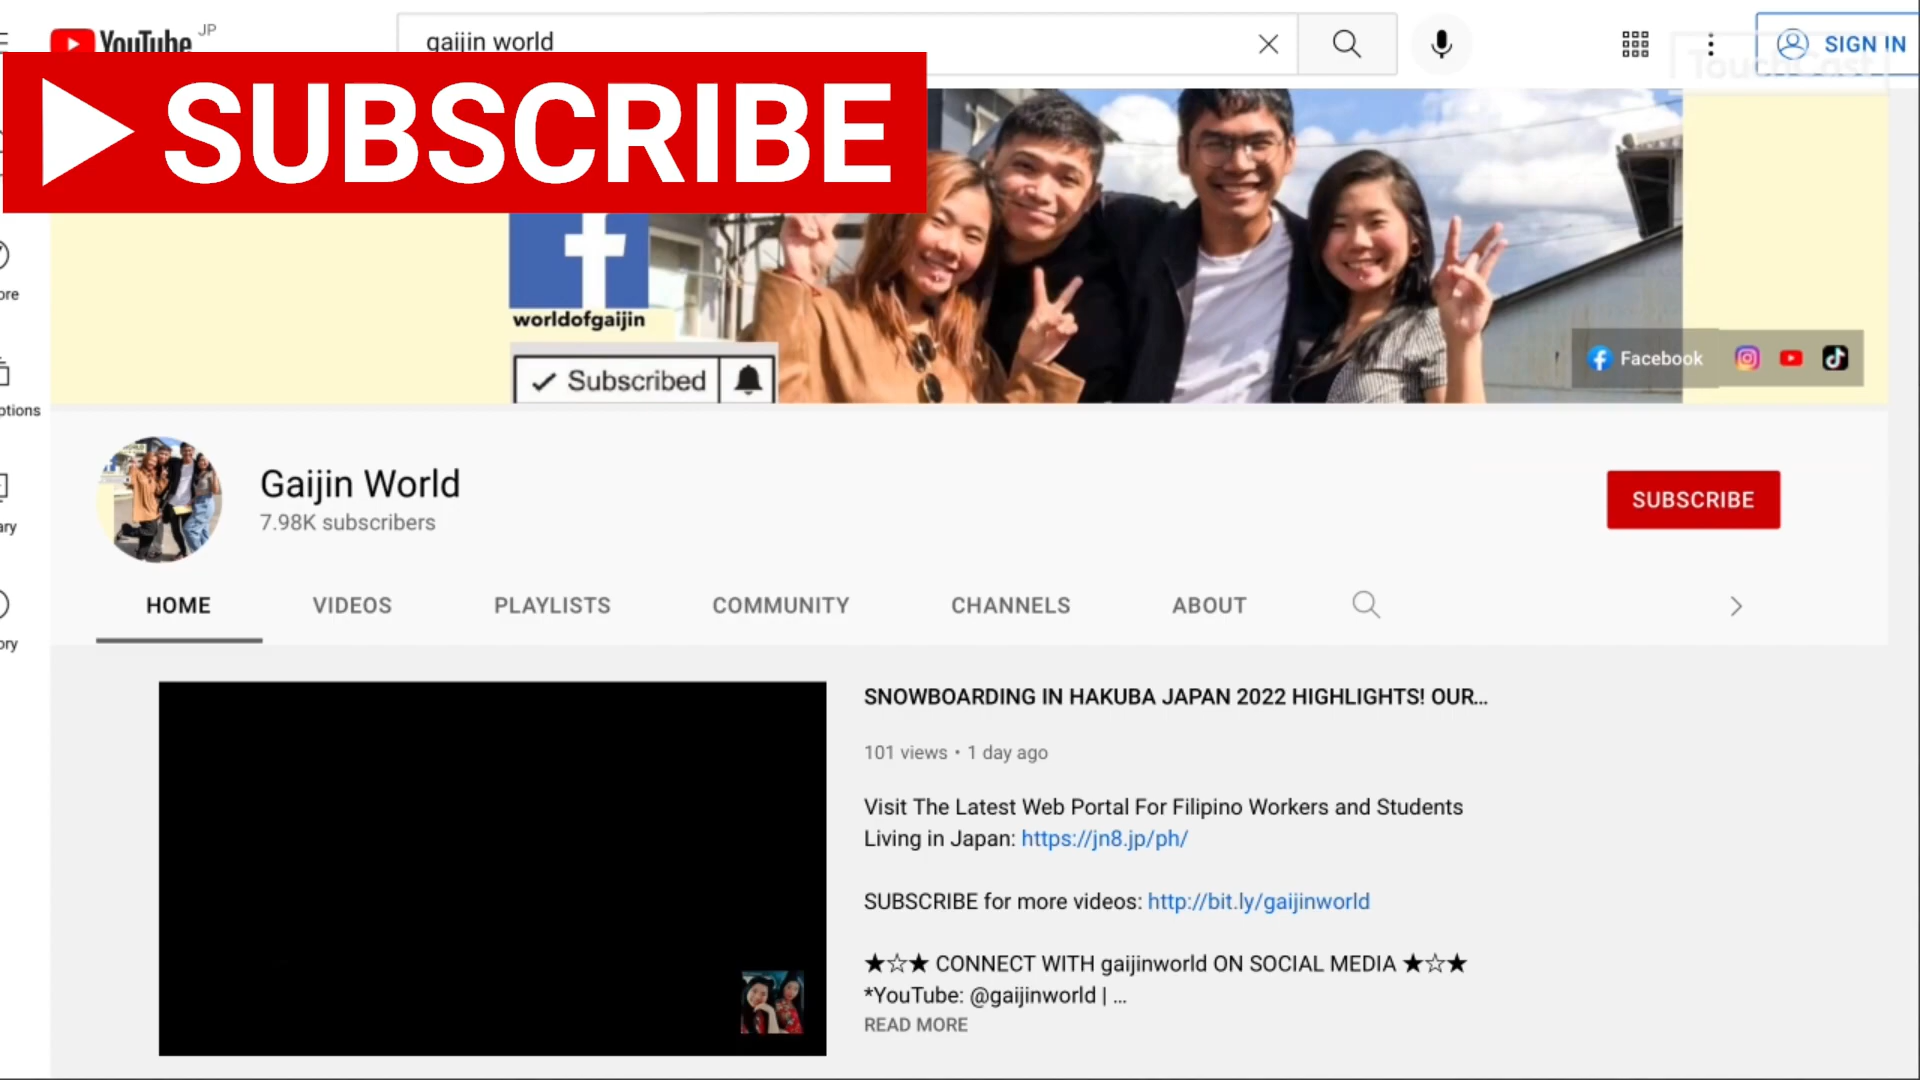 YouTube JP
gaijin world
SIGN IN
TouchCast
SUBSCRIBE
worldofgaijin
Subscribed
Facebook
Gaijin World
7.98K subscribers
SUBSCRIBE
HOME VIDEOS PLAYLISTS COMMUNITY CHANNELS ABOUT
ore
ptions
ary
ory
SNOWBOARDING IN HAKUBA JAPAN 2022 HIGHLIGHTS! OUR...
101 views • 1 day ago
Visit The Latest Web Portal For Filipino Workers and Students
Living in Japan: https://jn8.jp/ph/
SUBSCRIBE for more videos: http://bit.ly/gaijinworld
★☆★ CONNECT WITH gaijinworld ON SOCIAL MEDIA ★☆★
*YouTube: @gaijinworld | ...
READ MORE